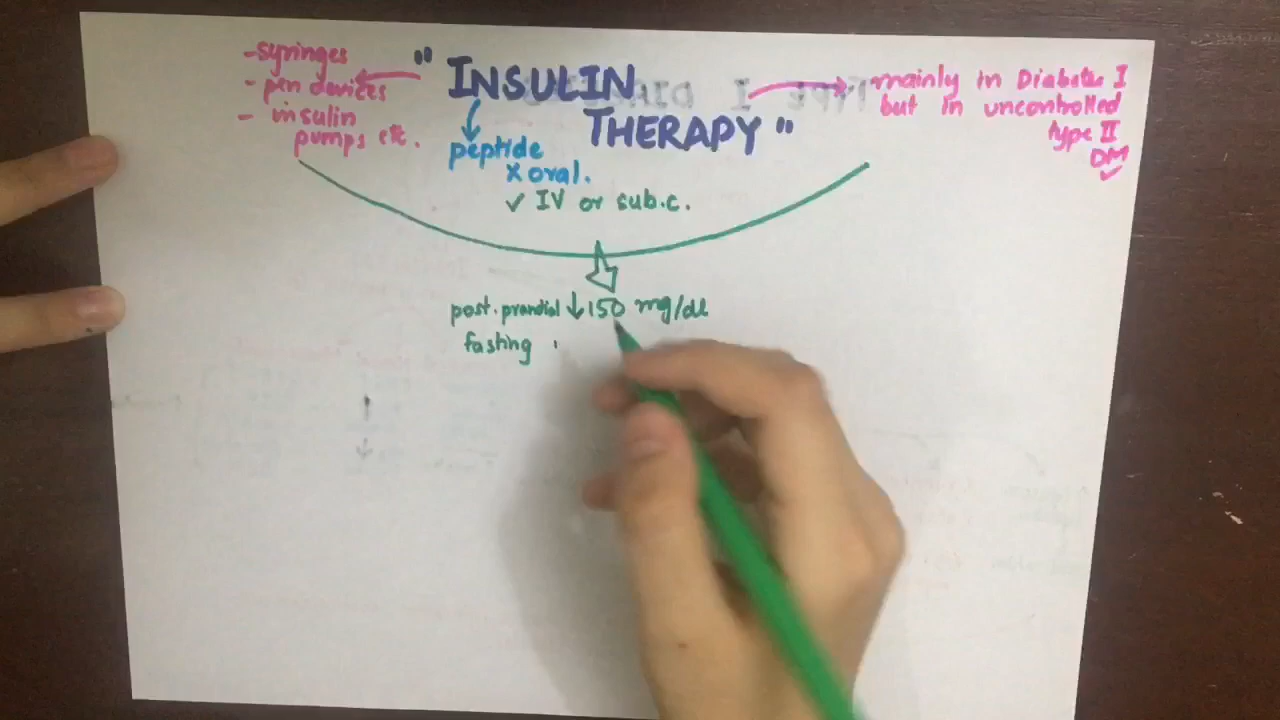 " INSULIN
THERAPY "
-syringes
- pen devices
- insulin
pumps etc.
mainly in Diabetes I
but in uncontrolled
type II
DM
peptide
x oral.
✓ IV or sub.c.
post.prandial ↓150 mg/dl
fasting